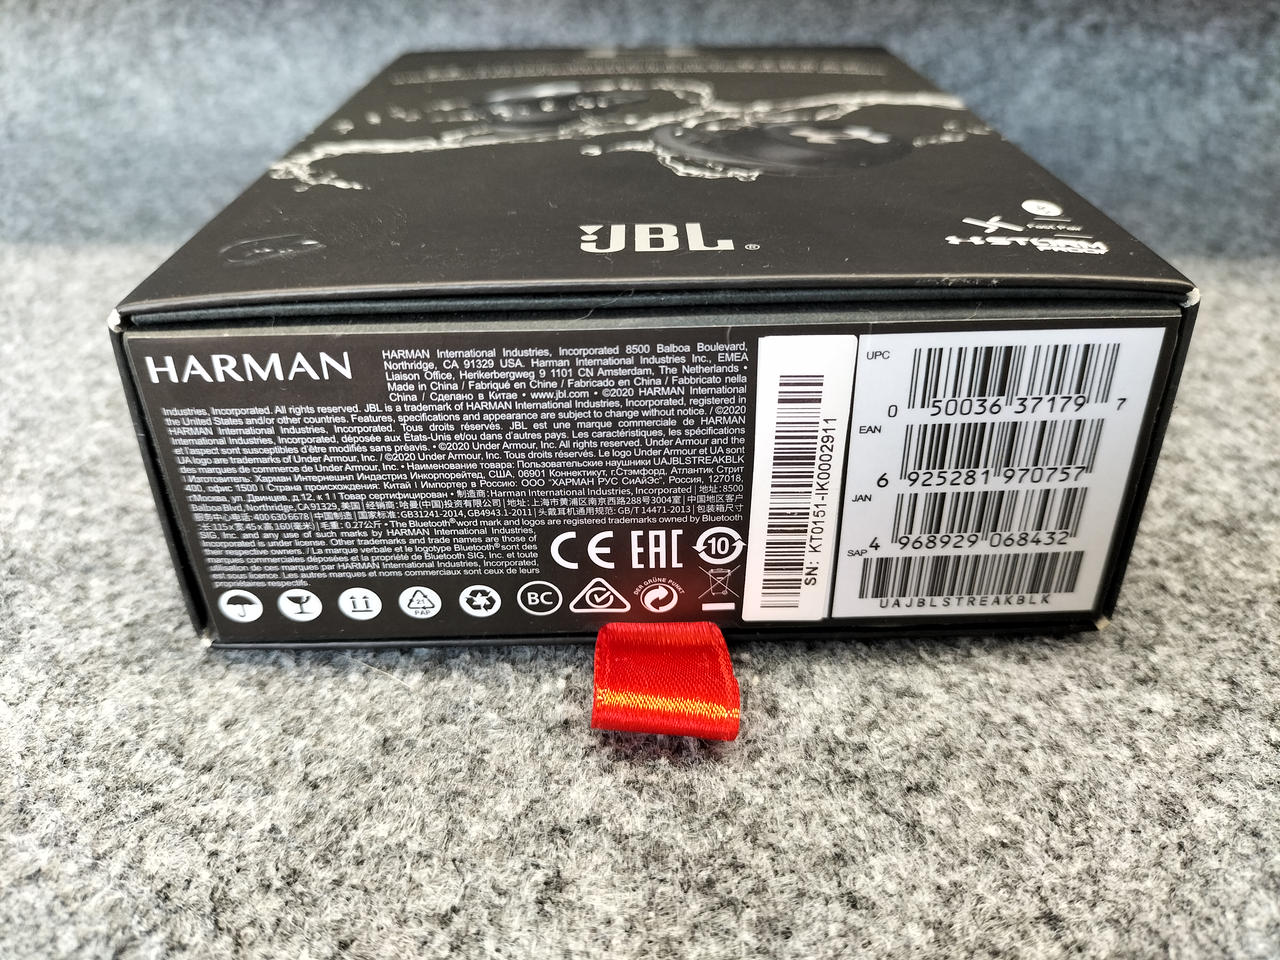 JBL®
Fast Pair
STORM
PROOF
HARMAN
HARMAN International Industries, Incorporated 8500 Balboa Boulevard,
Northridge, CA 91329 USA. Harman International Industries Inc., EMEA
Liaison Office, Herikerbergweg 9 1101 CN Amsterdam, The Netherlands •
Made in China / Fabriqué en Chine / Fabricado en China / Fabbricato nella
China / Сделано в Китае • www.jbl.com • ©2020 HARMAN International
Industries, Incorporated. All rights reserved. JBL is a trademark of HARMAN International Industries, Incorporated, registered in
the United States and/or other countries. Features, specifications and appearance are subject to change without notice. / ©2020
HARMAN International Industries, Incorporated. Tous droits réservés. JBL est une marque commerciale de HARMAN
International Industries, Incorporated, déposée aux États-Unis et/ou dans d'autres pays. Les caractéristiques, les spécifications
et l'aspect sont susceptibles d'être modifiés sans préavis. • ©2020 Under Armour, Inc. All rights reserved. Under Armour and the
UA logo are trademarks of Under Armour, Inc. / ©2020 Under Armour, Inc. Tous droits réservés. Le logo Under Armour et UA sont
des marques de commerce de Under Armour, Inc. • Наименование товара: Пользовательские наушники UAJBLSTREAKBLK
I Изготовитель: Харман Интернешнл Индастриз Инкорпорейтед, США, 06901 Коннектикут, г.Стэмфорд, Атлантик Стрит
400, офис 1500 I Страна происхождения: Китай I Импортер в Россию: ООО "ХАРМАН РУС СиАйЭс", Россия, 127018,
г.Москва, ул. Двинцев, д.12, к 1 I Товар сертифицирован • 制造商: Harman International Industries, Incorporated | 地址: 8500
Balboa Blvd, Northridge, CA91329, 美国 | 经销商: 哈曼(中国)投资有限公司 | 地址: 上海市黄浦区南京西路288号3004室 | 中国地区客户
服务中心电话: 400 630 6678 | 中国制造 | 国家标准: GB31241-2014, GB4943.1-2011 | 头戴耳机通用规范: GB/T 14471-2013 | 包装箱尺寸
长:115×宽:45×高:160(毫米) | 毛重: 0.27公斤 • The Bluetooth® word mark and logos are registered trademarks owned by Bluetooth
SIG, Inc. and any use of such marks by HARMAN International Industries,
Incorporated is under license. Other trademarks and trade names are those of
their respective owners. / La marque verbale et le logotype Bluetooth® sont des
marques commerciales déposées et la propriété de Bluetooth SIG, Inc. et toute
utilisation de ces marques par HARMAN International Industries, Incorporated,
est sous licence. Les autres marques et noms commerciaux sont ceux de leurs
propriétaires respectifs.
CE EAC 10
21
PAP
BC
DER GRÜNE PUNKT
SN: KT0151-IK0002911
UPC
0 50036 37179 7
EAN
6 925281 970757
JAN
4 968929 068432
SAP
UAJBLSTREAKBLK